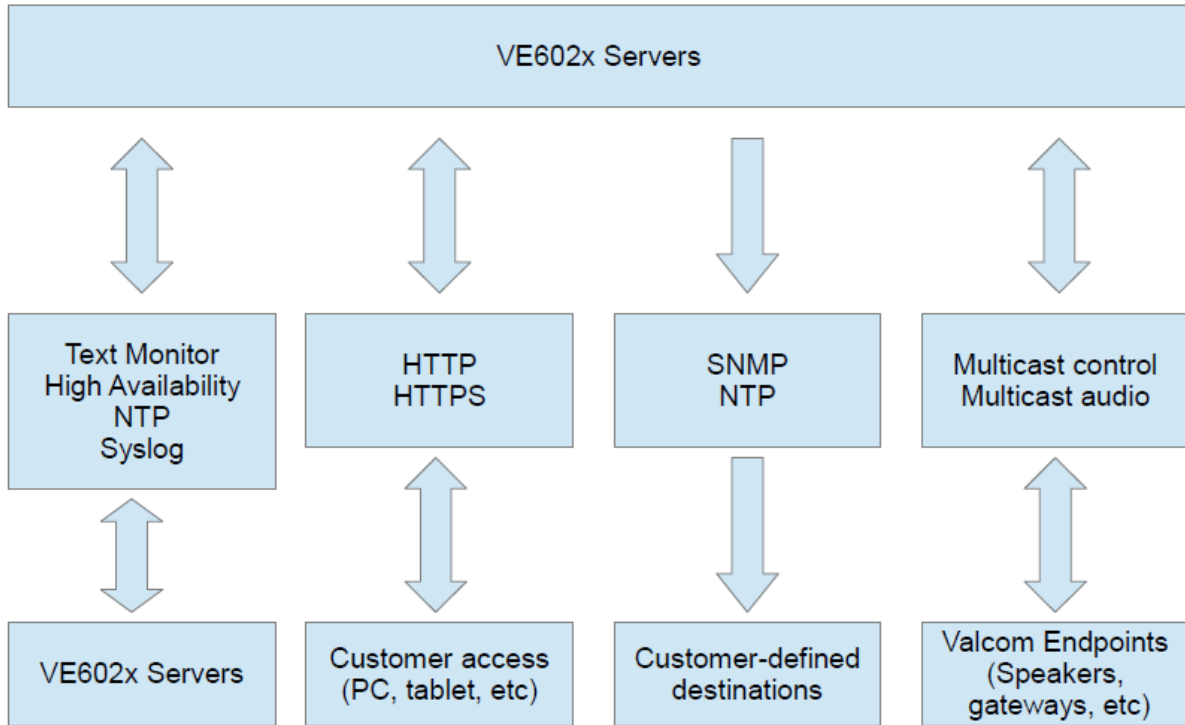 VE602x Servers
Text Monitor
High Availability
NTP
Syslog
HTTP
HTTPS
SNMP
NTP
Multicast control
Multicast audio
VE602x Servers
Customer access
(PC, tablet, etc)
Customer-defined
destinations
Valcom Endpoints
(Speakers,
gateways, etc)